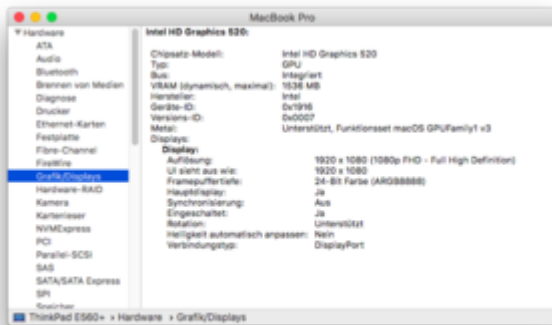 MacBook Pro
Hardware
ATA
Audio
Bluetooth
Brennen von Medien
Diagnose
Drucker
Ethernet-Karten
Festplatte
Fibre-Channel
FireWire
Grafik/Displays
Hardware-RAID
Kamera
Kartenleser
NVMExpress
PCI
Parallel-SCSI
SAS
SATA/SATA Express
SPI
Speicher
Intel HD Graphics 520:
Chipsatz-Modell: Intel HD Graphics 520
Typ: GPU
Bus: Integriert
VRAM (dynamisch, maximal): 1536 MB
Hersteller: Intel
Geräte-ID: 0x1916
Versions-ID: 0x0007
Metal: Unterstützt, Funktionsset macOS GPUFamily1 v3
Displays:
Display:
Auflösung: 1920 x 1080 (1080p FHD - Full High Definition)
UI sieht aus wie: 1920 x 1080
Framepuffertiefe: 24-Bit Farbe (ARGB8888)
Hauptdisplay: Ja
Synchronisierung: Aus
Eingeschaltet: Ja
Rotation: Unterstützt
Helligkeit automatisch anpassen: Nein
Verbindungstyp: DisplayPort
ThinkPad E560+ › Hardware › Grafik/Displays